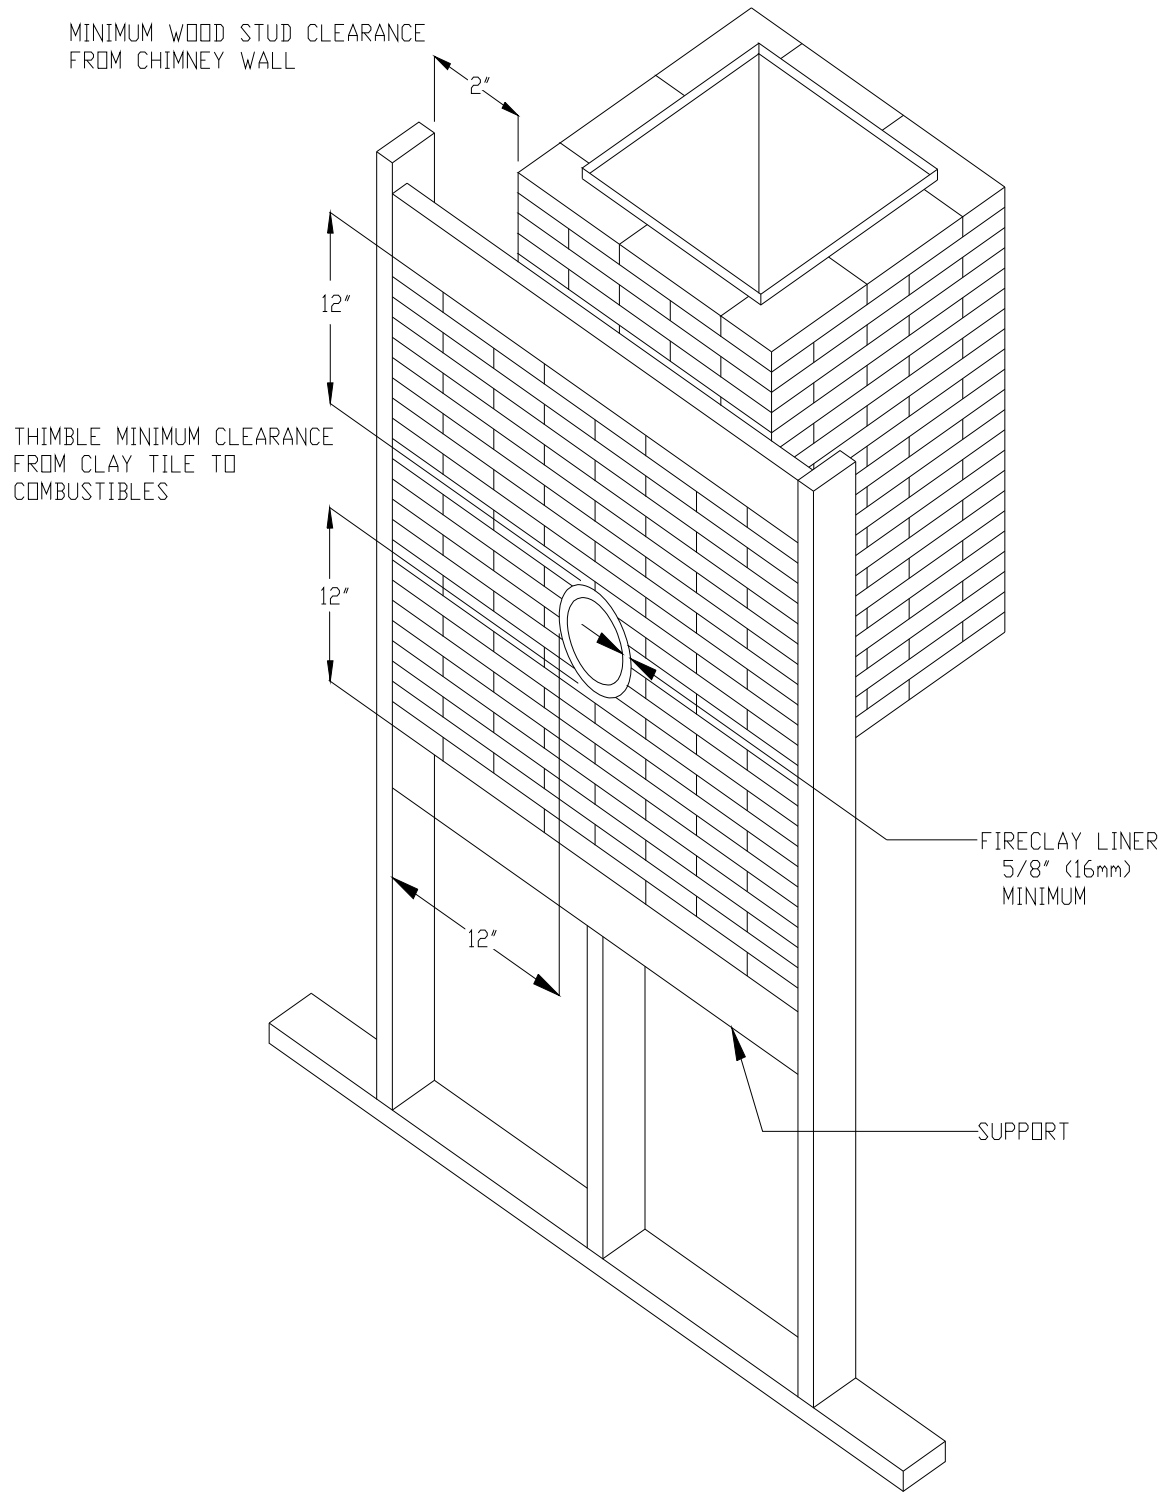 MINIMUM WOOD STUD CLEARANCE
FROM CHIMNEY WALL
2"
12"
THIMBLE MINIMUM CLEARANCE
FROM CLAY TILE TO
COMBUSTIBLES
12"
FIRECLAY LINER
5/8" (16mm)
MINIMUM
12"
SUPPORT